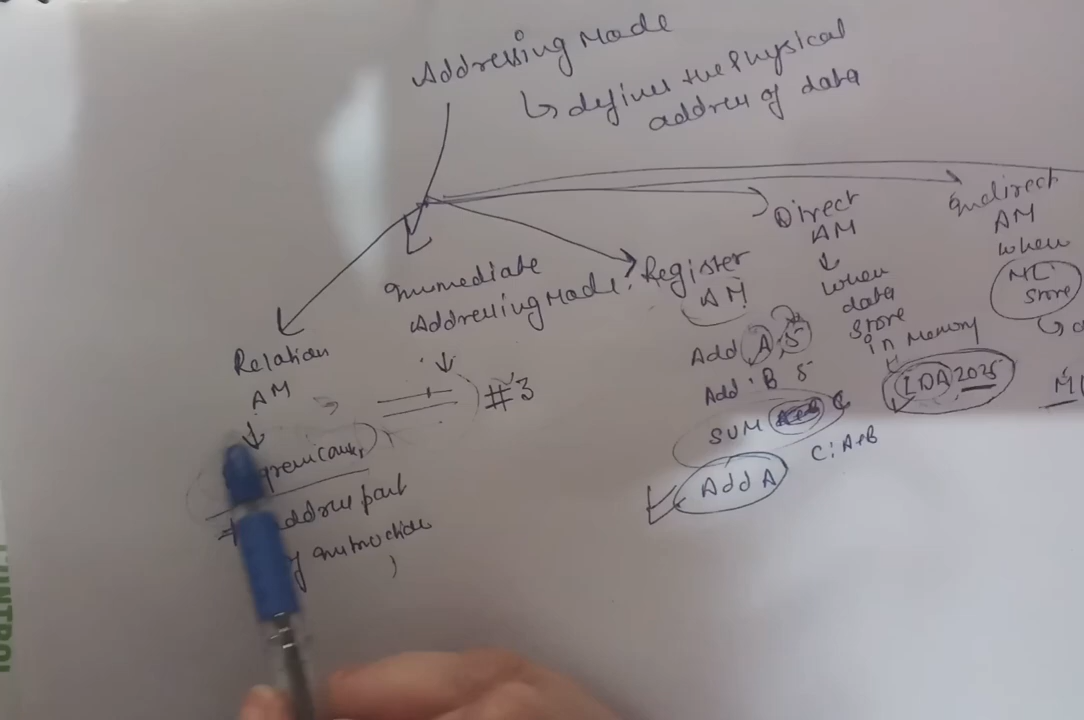 Addressing Mode
↳ defines the Physical
address of data
Relation
AM
address part
instruction
Immediate
Addressing Mode
#3
Register
AM
Add A, 5
Add B 5
SUM C
C: A+B
Add A
Direct
AM
When
data
Store
in Memory
LDA 2025
Indirect
AM
When
Store